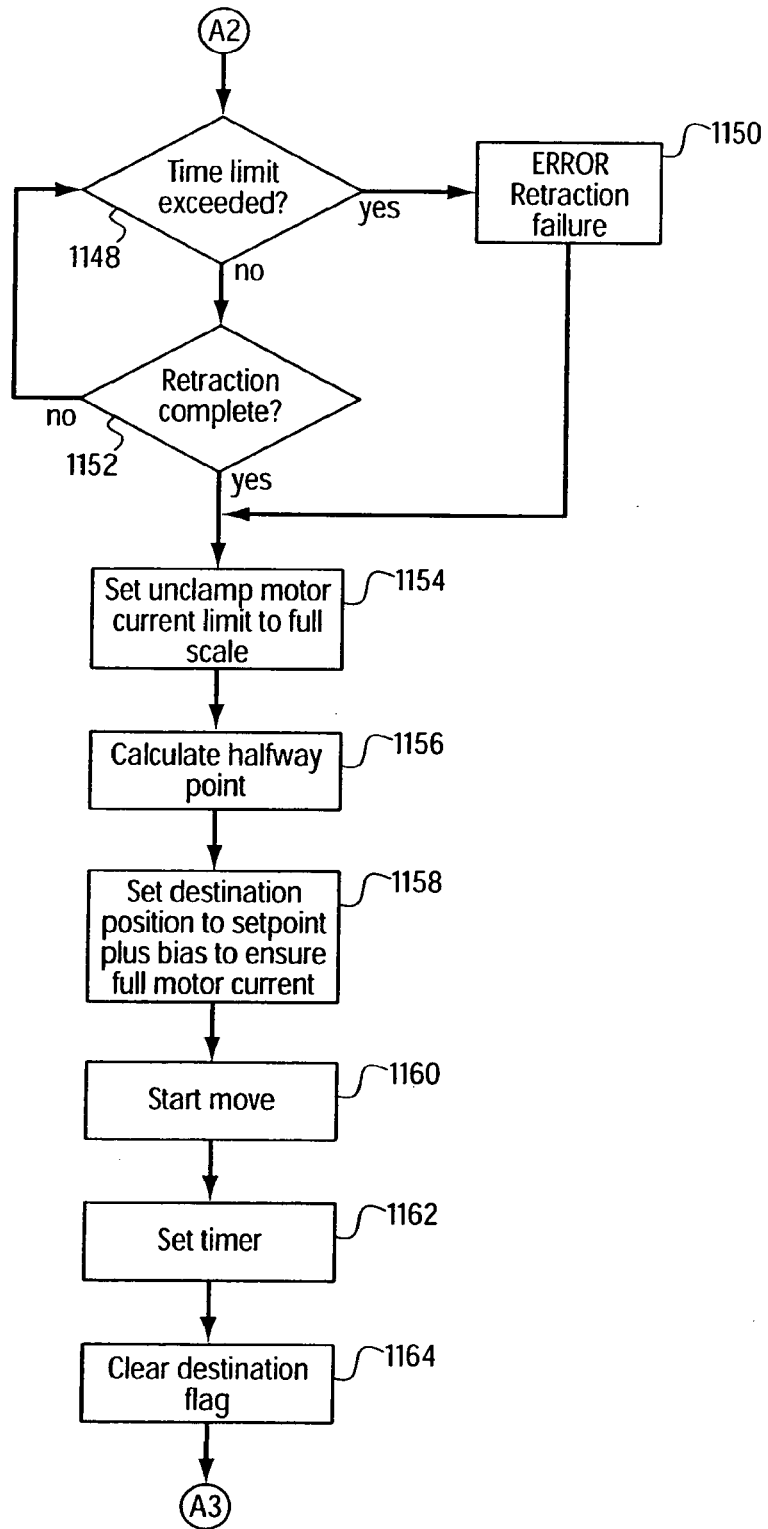 A2
Time limit
exceeded?
yes
1148
no
1150
ERROR
Retraction
failure
Retraction
complete?
no
1152
yes
1154
Set unclamp motor
current limit to full
scale
1156
Calculate halfway
point
1158
Set destination
position to setpoint
plus bias to ensure
full motor current
1160
Start move
1162
Set timer
1164
Clear destination
flag
A3